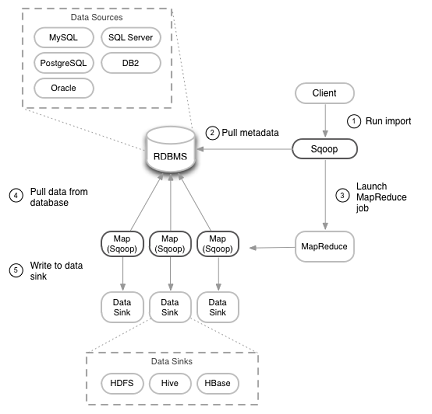 Data Sources
MySQL
SQL Server
PostgreSQL
DB2
Oracle
Client
1 Run import
2 Pull metadata
RDBMS
Sqoop
3 Launch
MapReduce
job
4 Pull data from
database
Map
(Sqoop)
Map
(Sqoop)
Map
(Sqoop)
MapReduce
5 Write to data
sink
Data
Sink
Data
Sink
Data
Sink
Data Sinks
HDFS
Hive
HBase